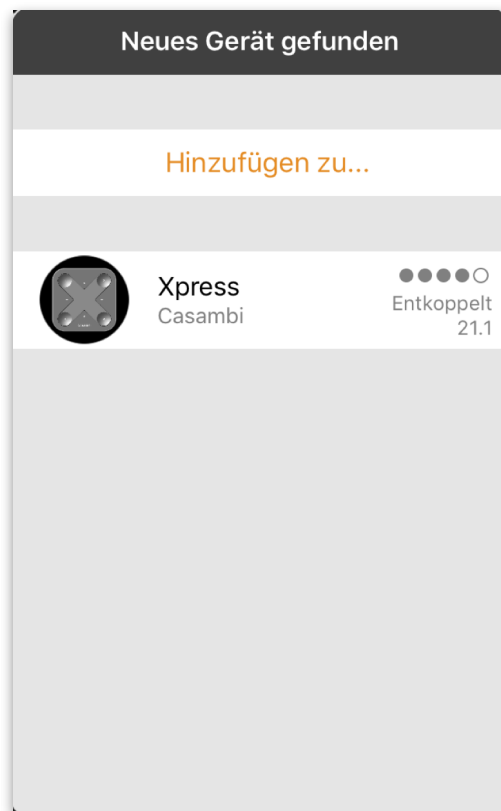 Neues Gerät gefunden
Hinzufügen zu...
Xpress
Casambi
Entkoppelt
21.1